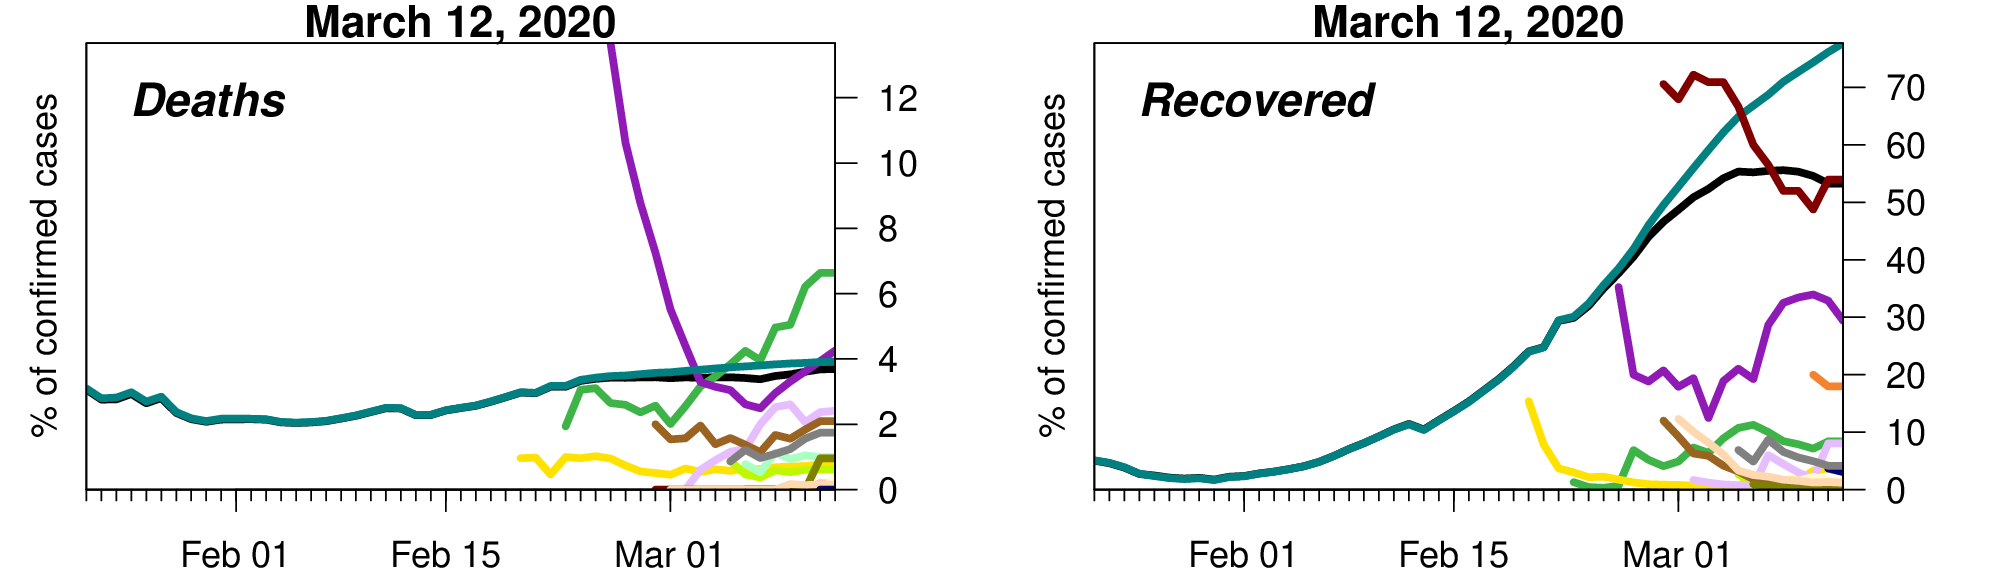 March 12, 2020
Deaths
% of confirmed cases
12
10
8
6
4
2
0
Feb 01 Feb 15 Mar 01
March 12, 2020
Recovered
% of confirmed cases
70
60
50
40
30
20
10
0
Feb 01 Feb 15 Mar 01